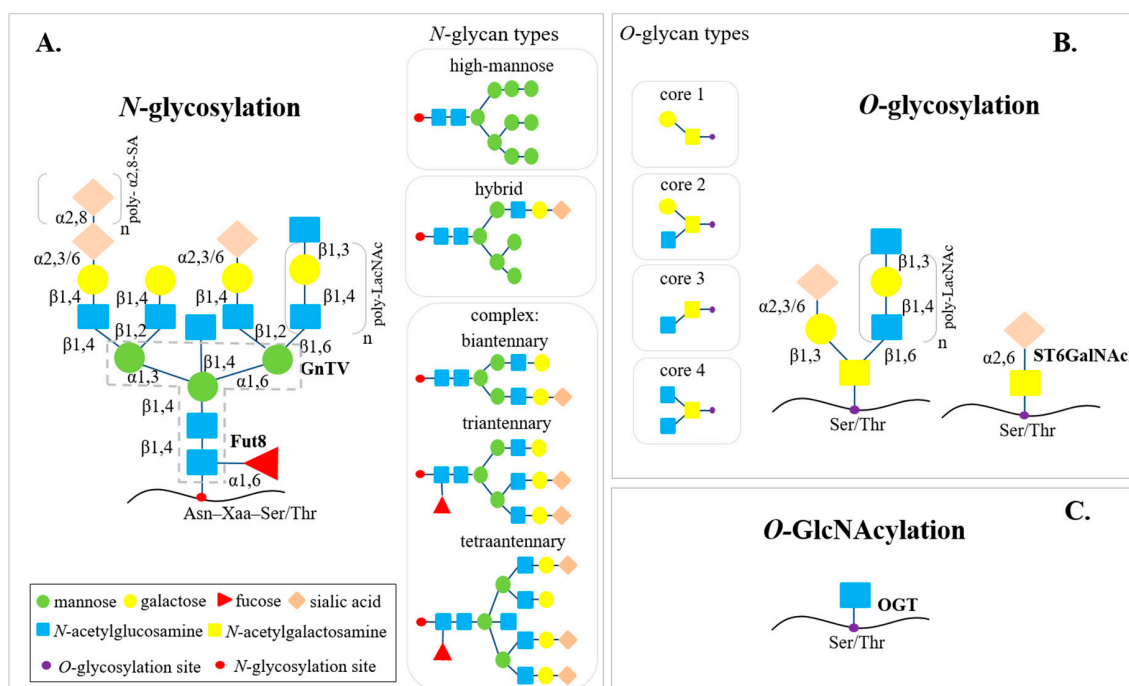 A.
N-glycosylation
poly- α2,8-SA
α2,8
n
α2,3/6
α2,3/6
β1,3
β1,4
β1,4
β1,4
β1,4
poly-LacNAc
n
β1,4
β1,2
β1,4
β1,2
β1,6
GnTV
α1,3
α1,6
β1,4
β1,4
Fut8
α1,6
Asn–Xaa–Ser/Thr
mannose galactose fucose sialic acid
N-acetylglucosamine N-acetylgalactosamine
O-glycosylation site N-glycosylation site
N-glycan types
high-mannose
hybrid
complex:
biantennary
triantennary
tetraantennary
O-glycan types
core 1
core 2
core 3
core 4
B.
O-glycosylation
β1,3
α2,3/6
β1,4
poly-LacNAc
n
β1,3
β1,6
Ser/Thr
α2,6
ST6GalNAc
Ser/Thr
C.
O-GlcNAcylation
OGT
Ser/Thr